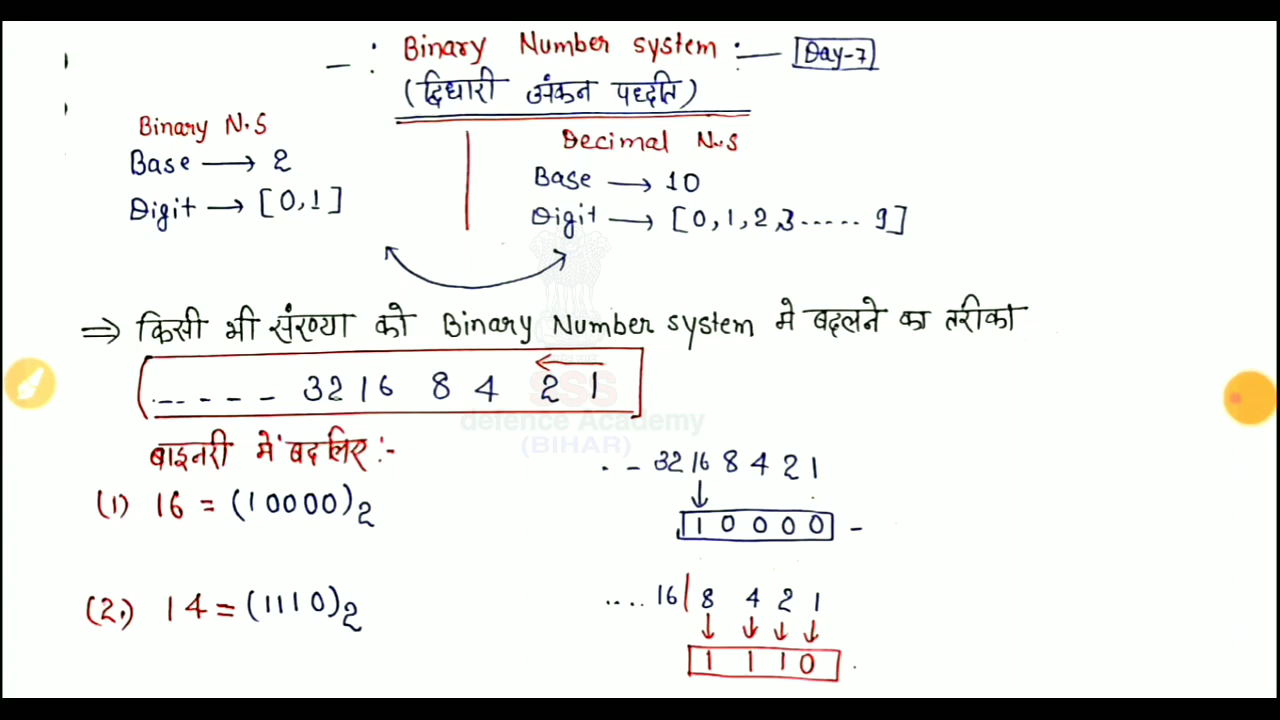 – : Binary Number system :— Day-7
(द्विधारी अंकन पध्दति)
Binary N.S
Base → 2
Digit → [0,1]
Decimal N.S
Base → 10
Digit → [0,1,2,3.....9]
⇒ किसी भी संख्या को Binary Number system मे बदलने का तरीका
..– – – – 32 16 8 4 2 1
SSS
defence Academy
(BIHAR)
बाइनरी में बदलिए :-
(1) 16 = (10000)2
. – 32 16 8 4 2 1
1 0 0 0 0 –
(2.) 14 = (1110)2
.... 16 | 8 4 2 1
1 1 1 0 .